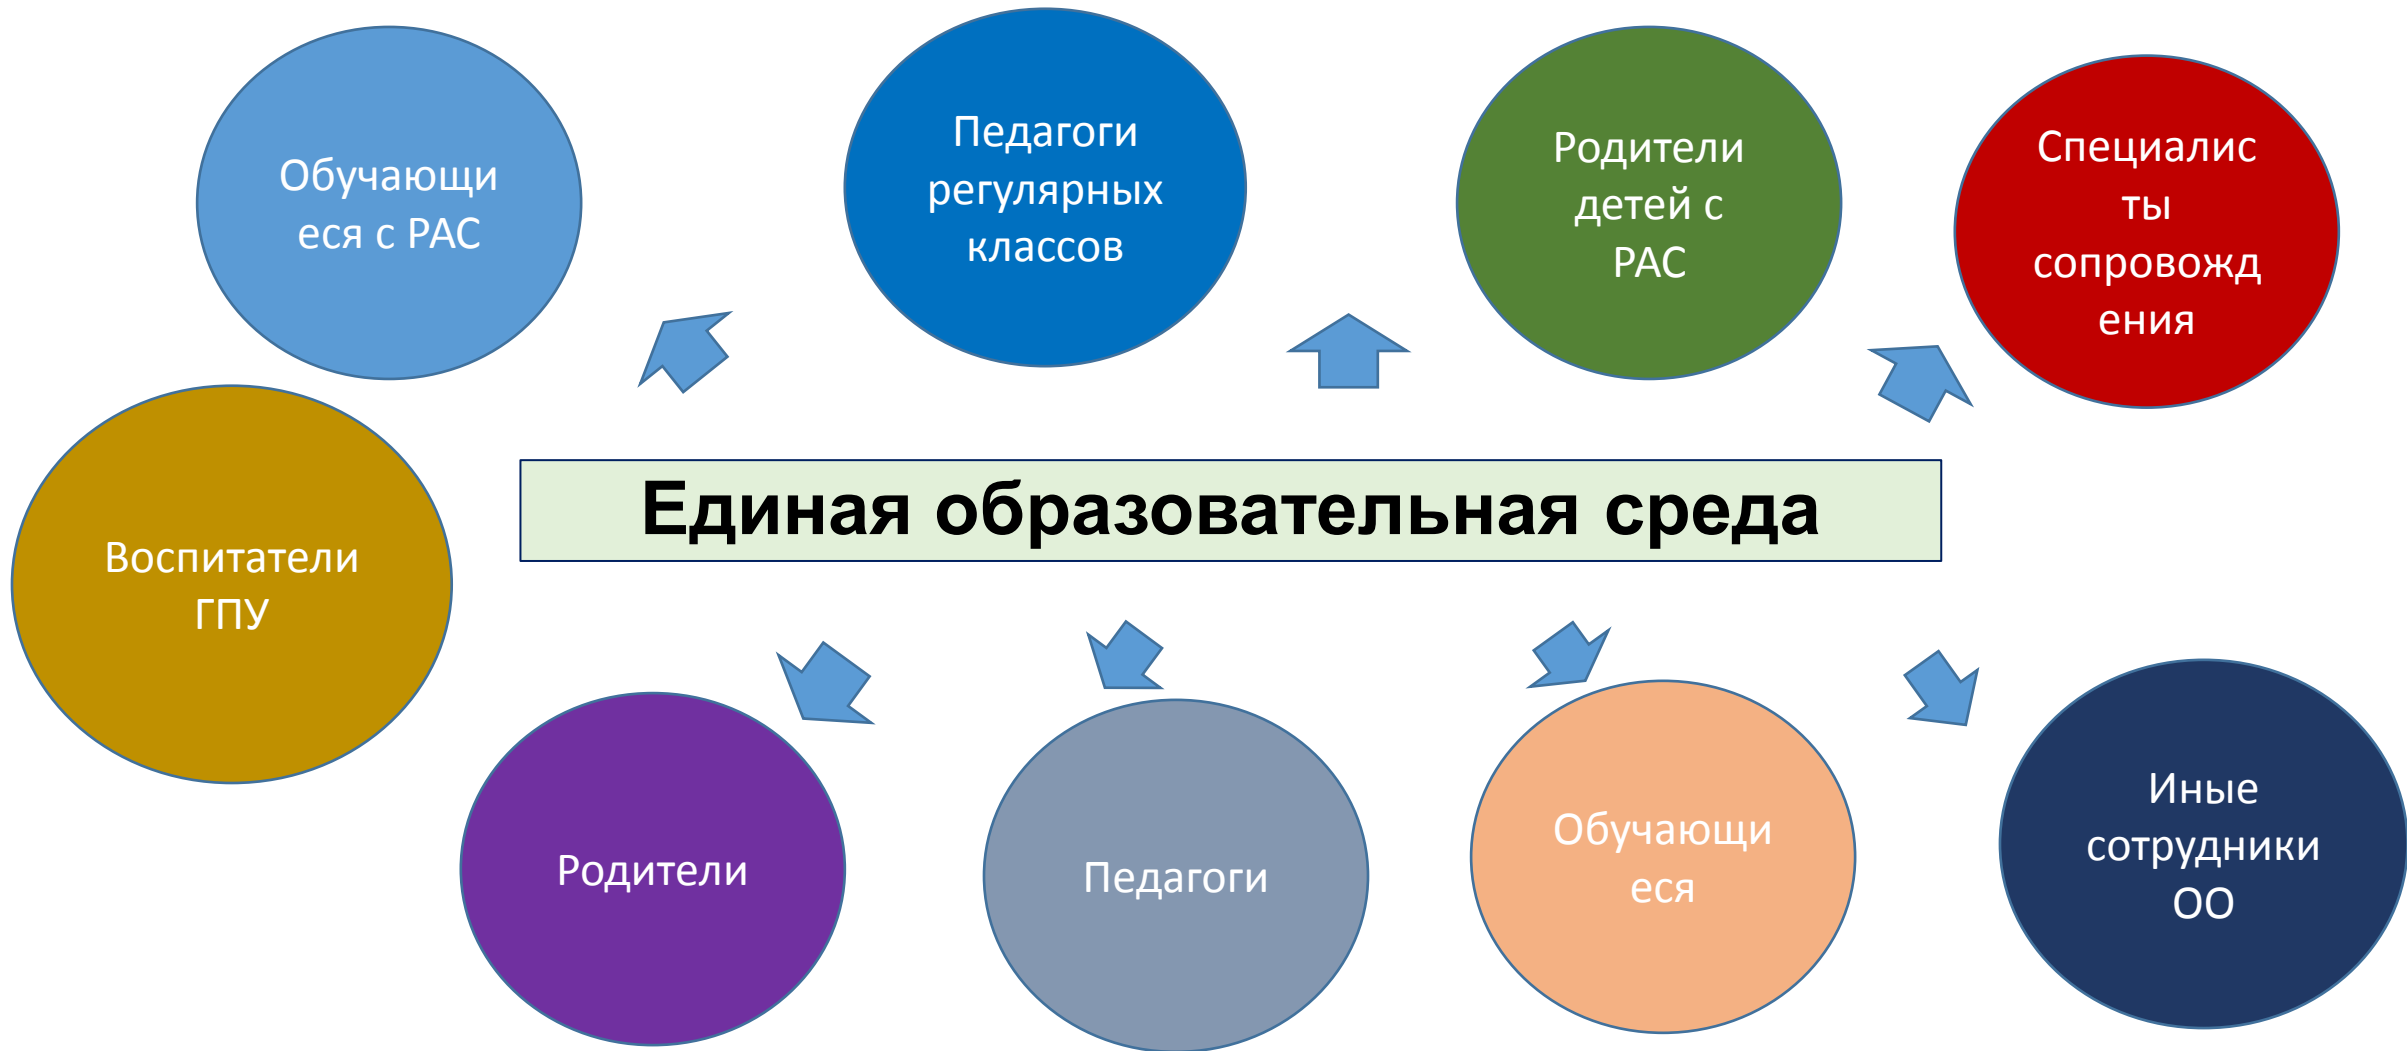 Обучающи
еся с РАС
Педагоги
регулярных
классов
Родители
детей с
РАС
Специалис
ты
сопровожд
ения
Единая образовательная среда
Воспитатели
ГПУ
Родители
Педагоги
Обучающи
еся
Иные
сотрудники
ОО